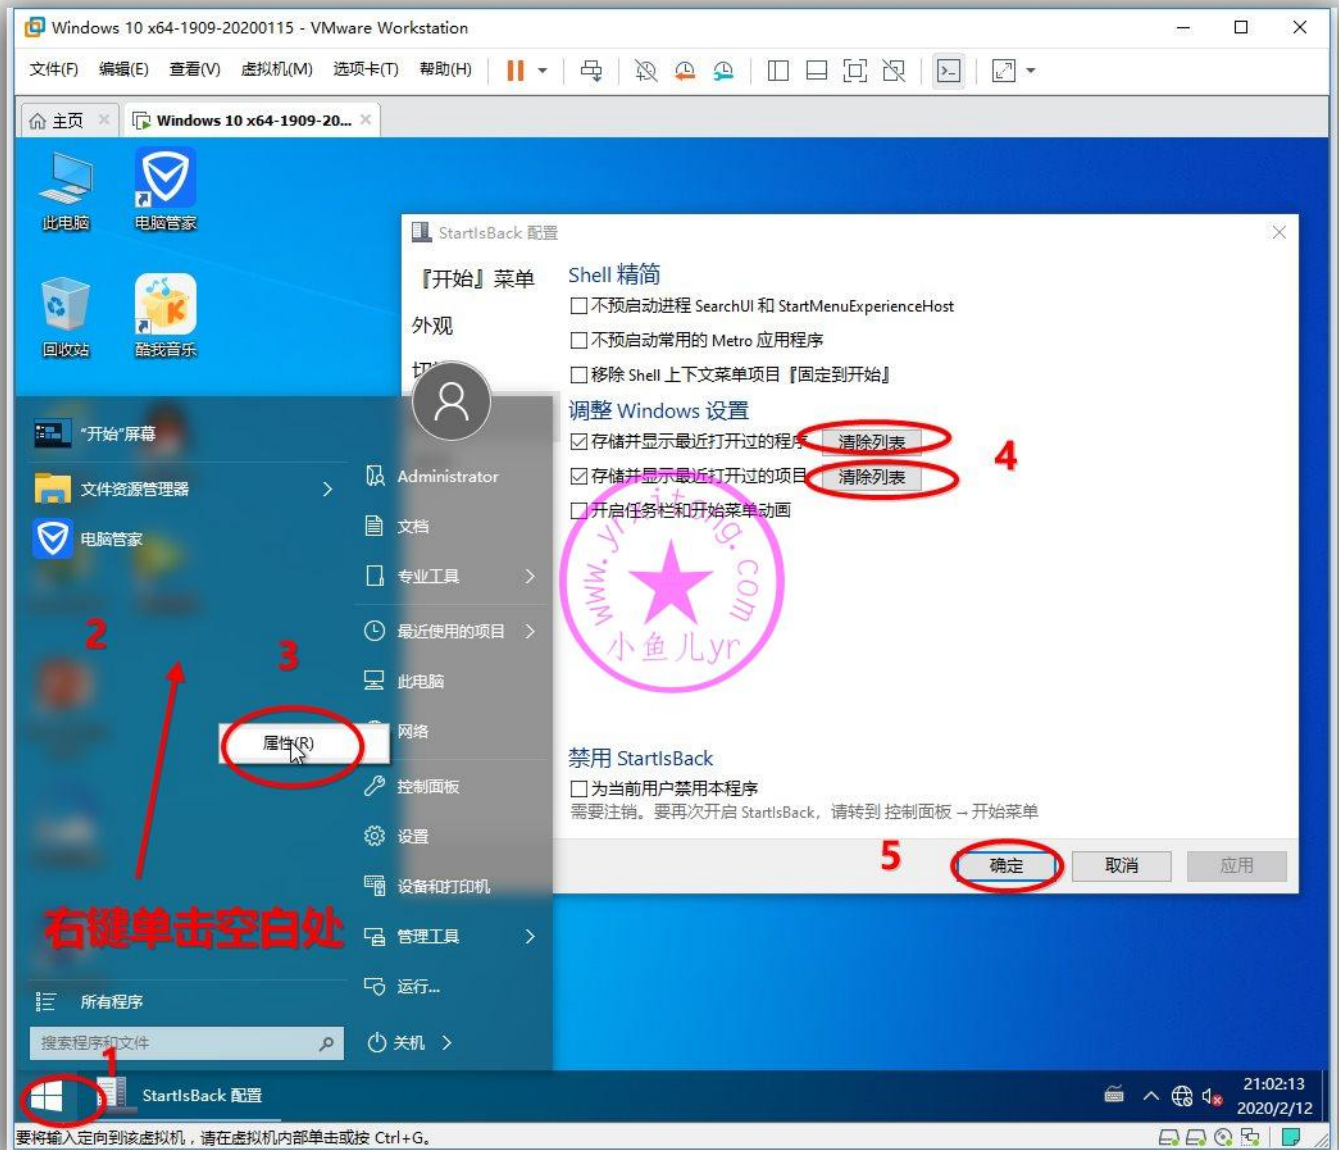 Windows 10 x64-1909-20200115 - VMware Workstation
文件(F) 编辑(E) 查看(V) 虚拟机(M) 选项卡(T) 帮助(H)
主页 Windows 10 x64-1909-20...
此电脑 电脑管家
回收站 酷我音乐
StartIsBack 配置
『开始』菜单
外观
Shell 精简
不预启动进程 SearchUI 和 StartMenuExperienceHost
不预启动常用的 Metro 应用程序
移除 Shell 上下文菜单项目『固定到开始』
调整 Windows 设置
存储并显示最近打开过的程序 清除列表
存储并显示最近打开过的项目 清除列表
4
开启任务栏和开始菜单动画
www.yrxitong.com
小鱼儿yr
禁用 StartIsBack
为当前用户禁用本程序
需要注销。要再次开启 StartIsBack，请转到 控制面板 → 开始菜单
5
确定 取消 应用
"开始"屏幕
文件资源管理器
电脑管家
2
3
属性(R)
右键单击空白处
所有程序
搜索程序和文件
Administrator
文档
专业工具
最近使用的项目
此电脑
网络
控制面板
设置
设备和打印机
管理工具
运行...
关机
1
StartIsBack 配置
21:02:13
2020/2/12
要将输入定向到该虚拟机，请在虚拟机内部单击或按 Ctrl+G。